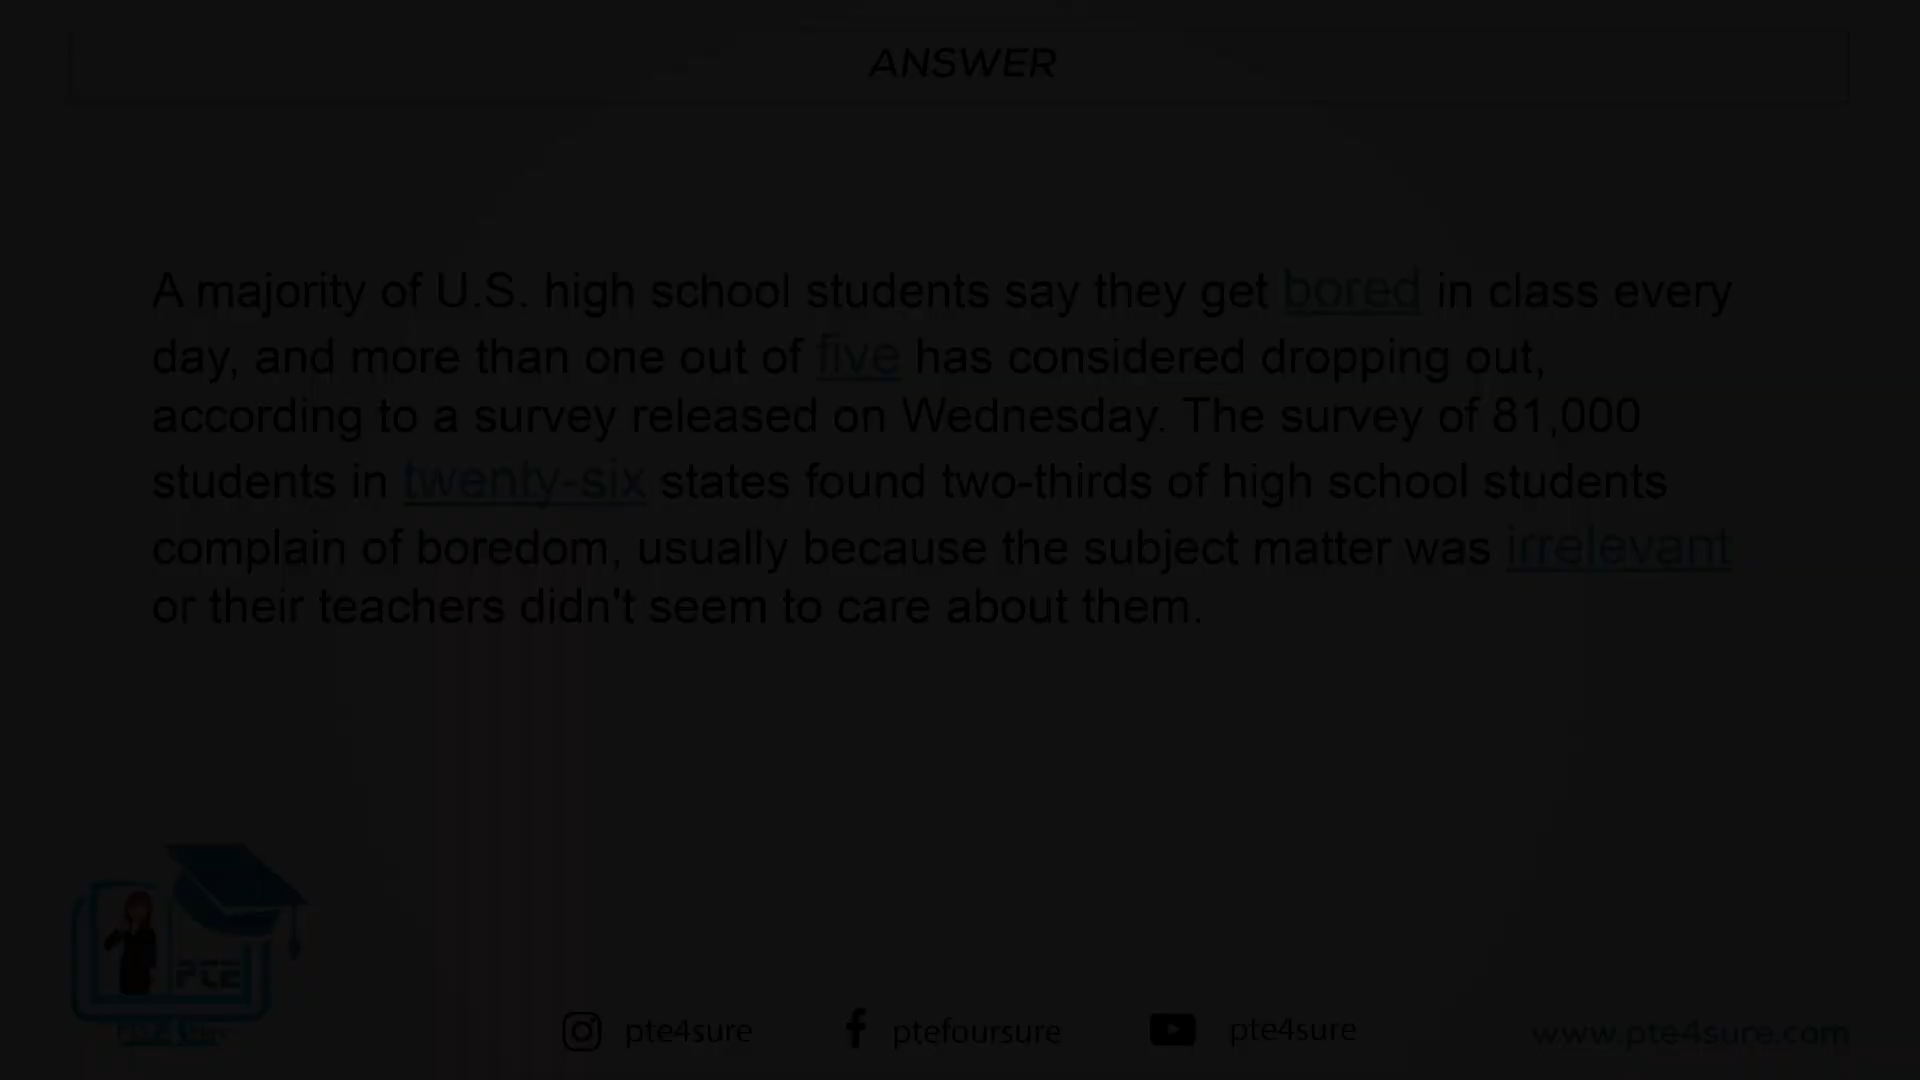 ANSWER
A majority of U.S. high school students say they get bored in class every
day, and more than one out of five has considered dropping out,
according to a survey released on Wednesday. The survey of 81,000
students in twenty-six states found two-thirds of high school students
complain of boredom, usually because the subject matter was irrelevant
or their teachers didn't seem to care about them.
PTE
pte4sure
ptefoursure
pte4sure
www.pte4sure.com